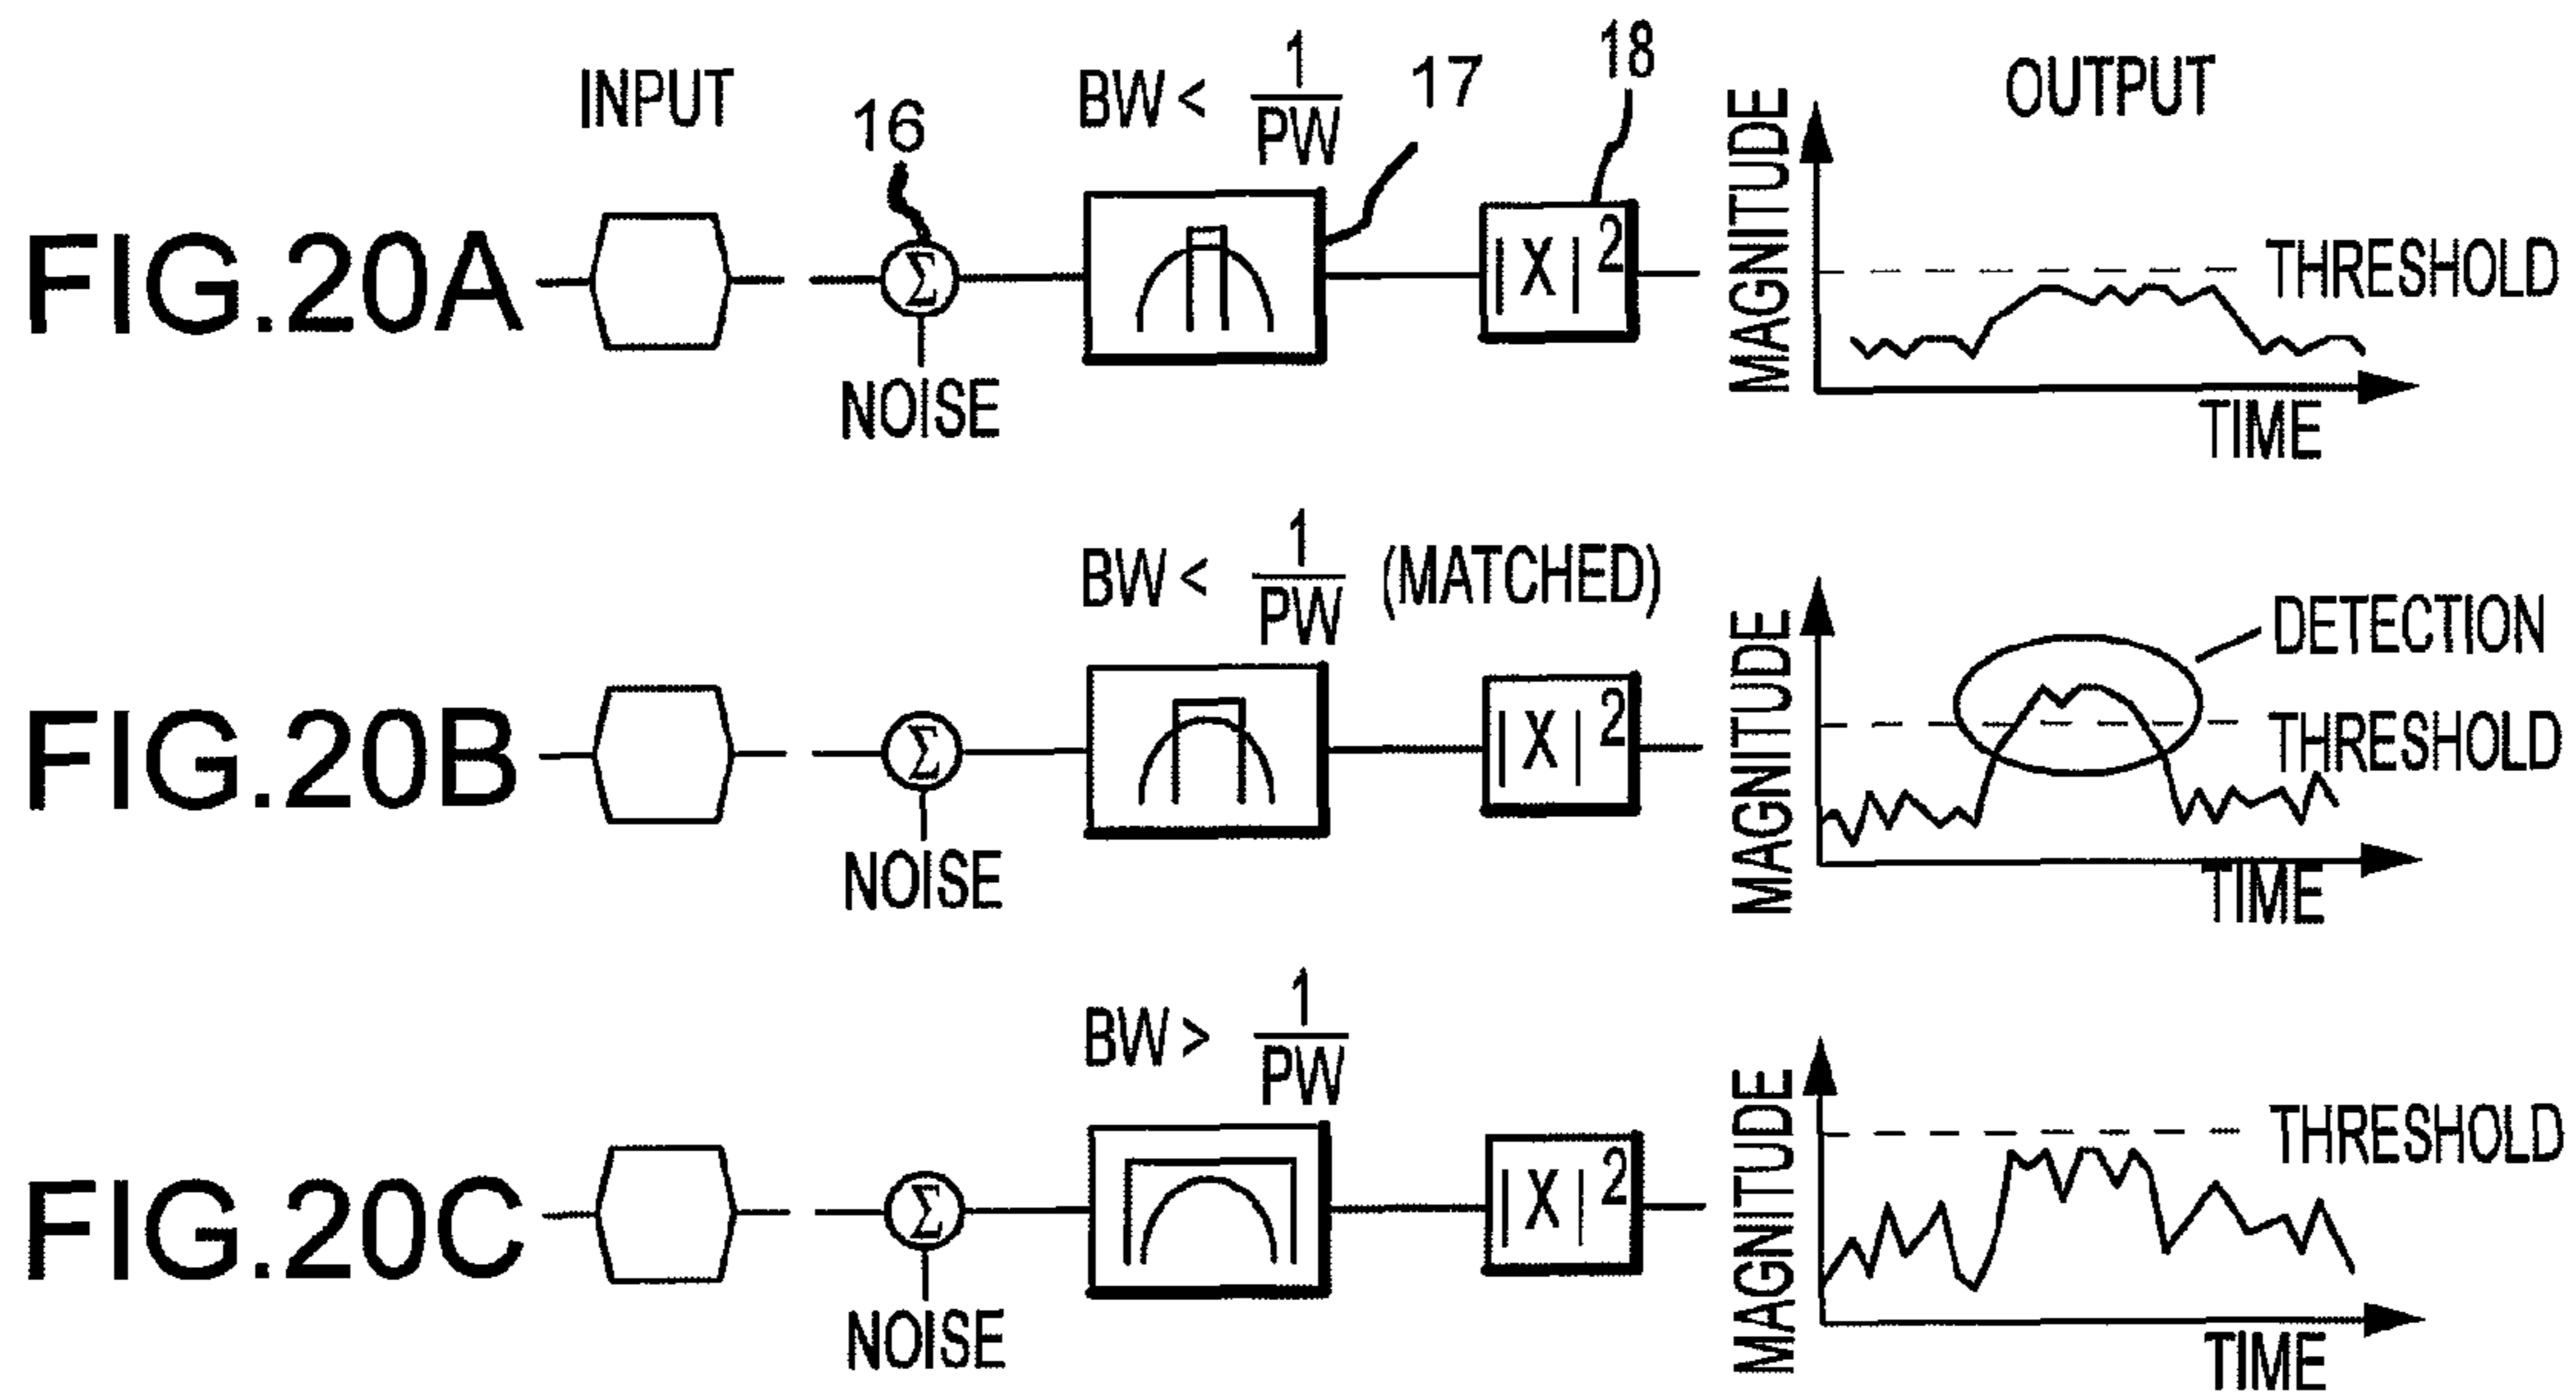 INPUT
16
BW < 1/PW
17
18
OUTPUT
FIG.20A
Σ
NOISE
|X|²
MAGNITUDE
THRESHOLD
TIME
BW < 1/PW (MATCHED)
FIG.20B
Σ
NOISE
|X|²
MAGNITUDE
DETECTION
THRESHOLD
TIME
BW > 1/PW
FIG.20C
Σ
NOISE
|X|²
MAGNITUDE
THRESHOLD
TIME